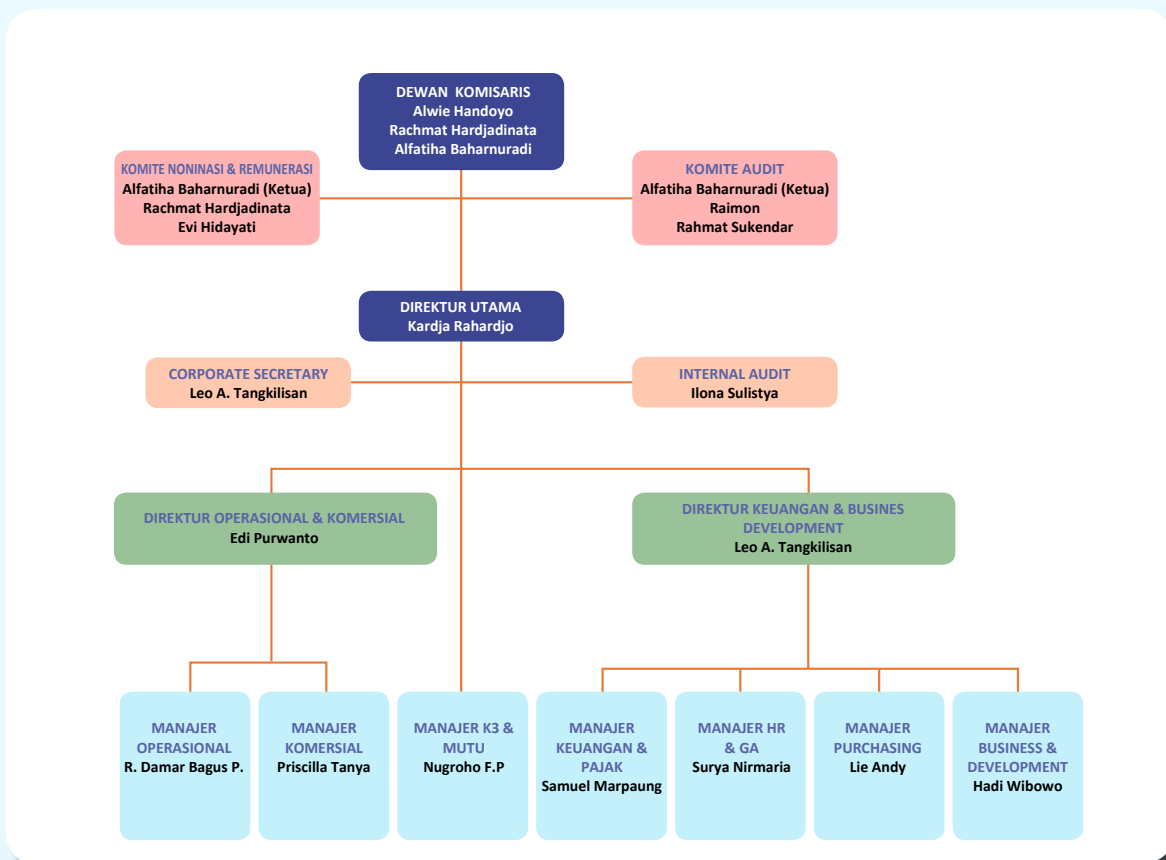 DEWAN KOMISARIS
Alwie Handoyo
Rachmat Hardjadinata
Alfatiha Baharnuradi
KOMITE NONINASI & REMUNERASI
Alfatiha Baharnuradi (Ketua)
Rachmat Hardjadinata
Evi Hidayati
KOMITE AUDIT
Alfatiha Baharnuradi (Ketua)
Raimon
Rahmat Sukendar
DIREKTUR UTAMA
Kardja Rahardjo
CORPORATE SECRETARY
Leo A. Tangkilisan
INTERNAL AUDIT
Ilona Sulistya
DIREKTUR OPERASIONAL & KOMERSIAL
Edi Purwanto
DIREKTUR KEUANGAN & BUSINES
DEVELOPMENT
Leo A. Tangkilisan
MANAJER
OPERASIONAL
R. Damar Bagus P.
MANAJER
KOMERSIAL
Priscilla Tanya
MANAJER K3 &
MUTU
Nugroho F.P
MANAJER
KEUANGAN &
PAJAK
Samuel Marpaung
MANAJER HR
& GA
Surya Nirmaria
MANAJER
PURCHASING
Lie Andy
MANAJER
BUSINESS &
DEVELOPMENT
Hadi Wibowo